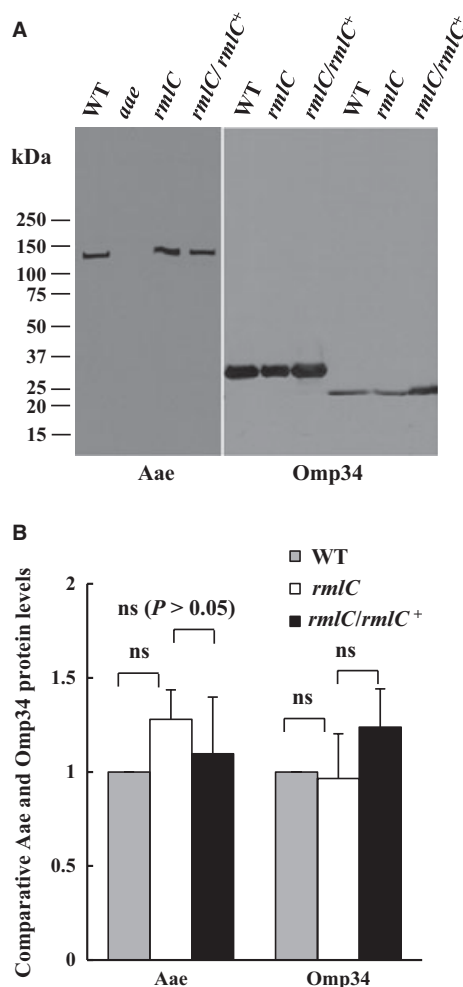 A
WT aae rmlC rmlC/rmlC+ WT rmlC rmlC/rmlC+ WT rmlC rmlC/rmlC+
kDa
250
150
100
75
50
37
25
20
15
Aae Omp34
B
WT
rmlC
rmlC/rmlC+
Comparative Aae and Omp34 protein levels
2
ns (P > 0.05)
ns ns
ns
1.5
1
0.5
0
Aae Omp34